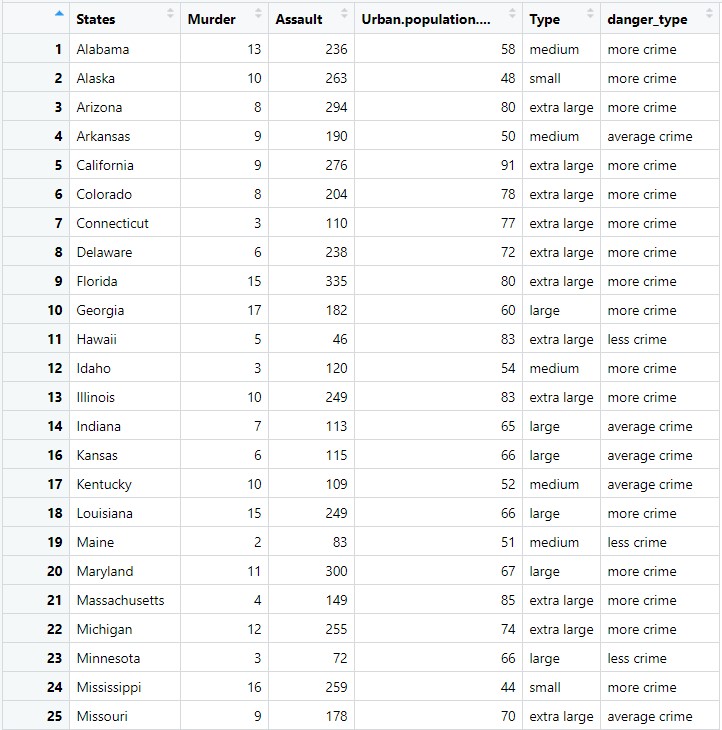 States Murder Assault Urban.population.... Type danger_type
1 Alabama 13 236 58 medium more crime
2 Alaska 10 263 48 small more crime
3 Arizona 8 294 80 extra large more crime
4 Arkansas 9 190 50 medium average crime
5 California 9 276 91 extra large more crime
6 Colorado 8 204 78 extra large more crime
7 Connecticut 3 110 77 extra large more crime
8 Delaware 6 238 72 extra large more crime
9 Florida 15 335 80 extra large more crime
10 Georgia 17 182 60 large more crime
11 Hawaii 5 46 83 extra large less crime
12 Idaho 3 120 54 medium more crime
13 Illinois 10 249 83 extra large more crime
14 Indiana 7 113 65 large average crime
16 Kansas 6 115 66 large average crime
17 Kentucky 10 109 52 medium average crime
18 Louisiana 15 249 66 large more crime
19 Maine 2 83 51 medium less crime
20 Maryland 11 300 67 large more crime
21 Massachusetts 4 149 85 extra large more crime
22 Michigan 12 255 74 extra large more crime
23 Minnesota 3 72 66 large less crime
24 Mississippi 16 259 44 small more crime
25 Missouri 9 178 70 extra large average crime